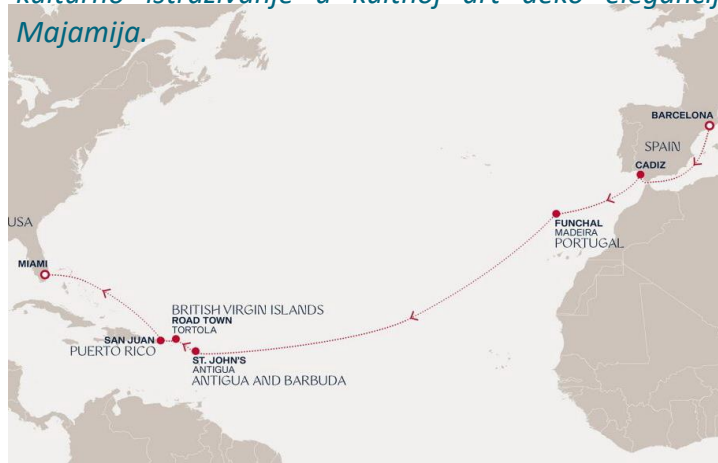 kulturno istraživanje u kultnoj art deko eleganciji
Majamija.
BARCELONA
SPAIN
CADIZ
USA
FUNCHAL
MADEIRA
PORTUGAL
MIAMI
BRITISH VIRGIN ISLANDS
ROAD TOWN
TORTOLA
SAN JUAN
PUERTO RICO
ST. JOHN'S
ANTIGUA
ANTIGUA AND BARBUDA